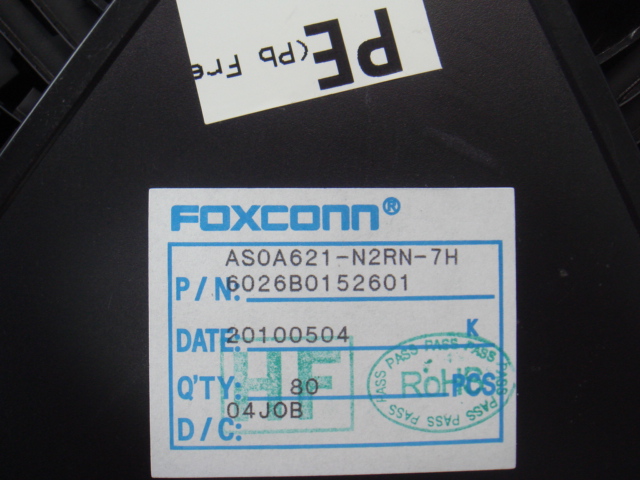 PF
(Pb Fre
FOXCONN®
AS0A621-N2RN-7H
P/N: 6026B0152601
DATE: 20100504 K
HF
PASS PASS PASS PASS PASS PASS PASS
RoHS
Q'TY: 80 PCS
D/C: 04J0B